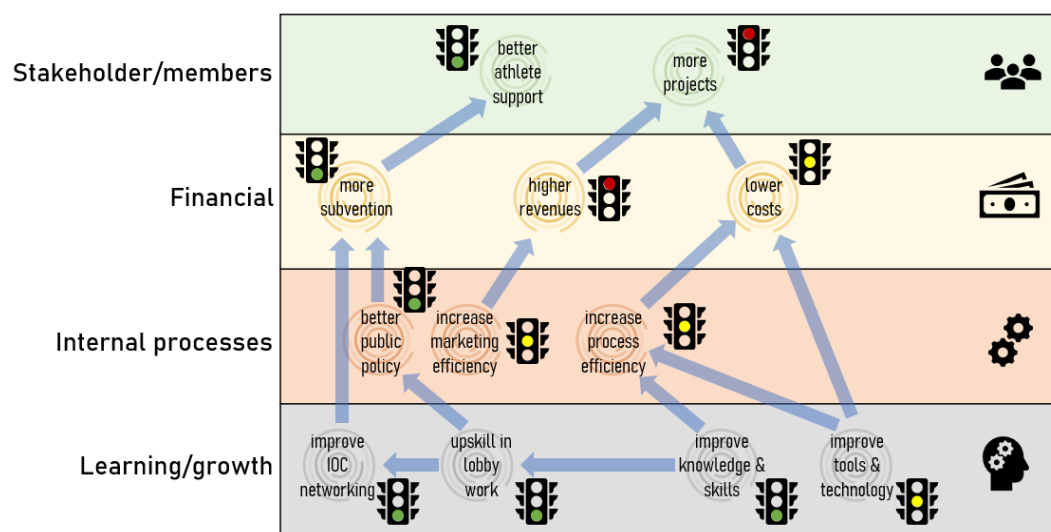 Stakeholder/members
better
athlete
support
more
projects
Financial
more
subvention
higher
revenues
lower
costs
Internal processes
better
public
policy
increase
marketing
efficiency
increase
process
efficiency
Learning/growth
improve
IOC
networking
upskill in
lobby
work
improve
knowledge &
skills
improve
tools &
technology